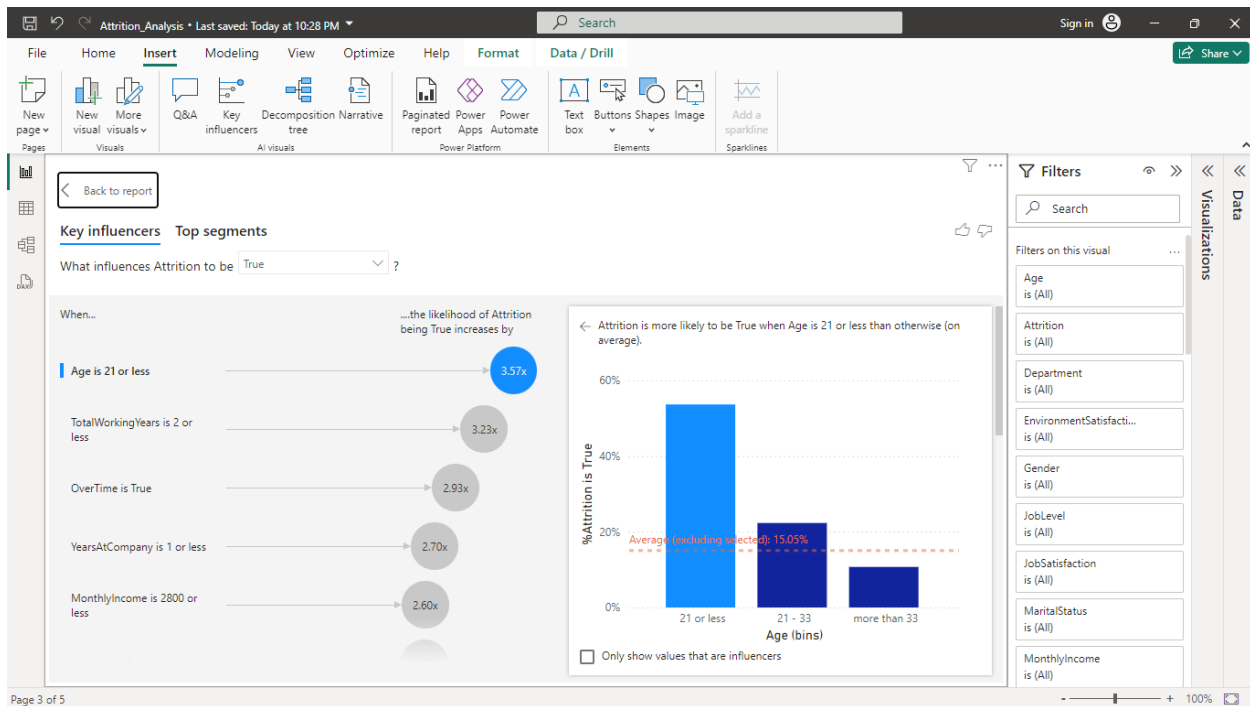 Attrition_Analysis • Last saved: Today at 10:28 PM
Search
Sign in
File Home Insert Modeling View Optimize Help Format Data / Drill
Share
New page
New visual
More visuals
Q&A
Key influencers
Decomposition tree
Narrative
Paginated report
Power Apps
Power Automate
Text box
Buttons
Shapes
Image
Add a sparkline
Pages
Visuals
AI visuals
Power Platform
Elements
Sparklines
Back to report
Key influencers Top segments
What influences Attrition to be True ?
When...
....the likelihood of Attrition
being True increases by
Age is 21 or less
3.57x
TotalWorkingYears is 2 or
less
3.23x
OverTime is True
2.93x
YearsAtCompany is 1 or less
2.70x
MonthlyIncome is 2800 or
less
2.60x
Attrition is more likely to be True when Age is 21 or less than otherwise (on
average).
%Attrition is True
60%
40%
20%
0%
Average (excluding selected): 15.05%
21 or less
21 - 33
more than 33
Age (bins)
Only show values that are influencers
Filters
Search
Filters on this visual
...
Age
is (All)
Attrition
is (All)
Department
is (All)
EnvironmentSatisfacti...
is (All)
Gender
is (All)
JobLevel
is (All)
JobSatisfaction
is (All)
MaritalStatus
is (All)
MonthlyIncome
is (All)
Visualizations
Data
DAX
Page 3 of 5
- + 100%